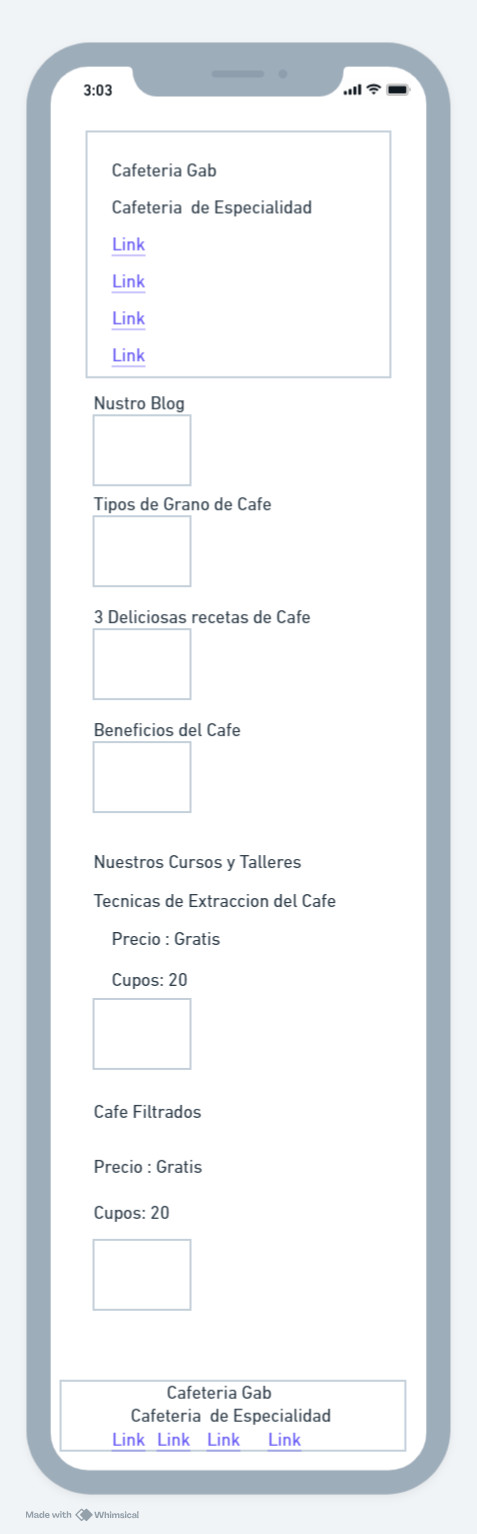 3:03
Cafeteria Gab
Cafeteria  de Especialidad
Link
Link
Link
Link
Nustro Blog
Tipos de Grano de Cafe
3 Deliciosas recetas de Cafe
Beneficios del Cafe
Nuestros Cursos y Talleres
Tecnicas de Extraccion del Cafe
Precio : Gratis
Cupos: 20
Cafe Filtrados
Precio : Gratis
Cupos: 20
Cafeteria Gab
Cafeteria  de Especialidad
Link Link Link Link
Made with Whimsical